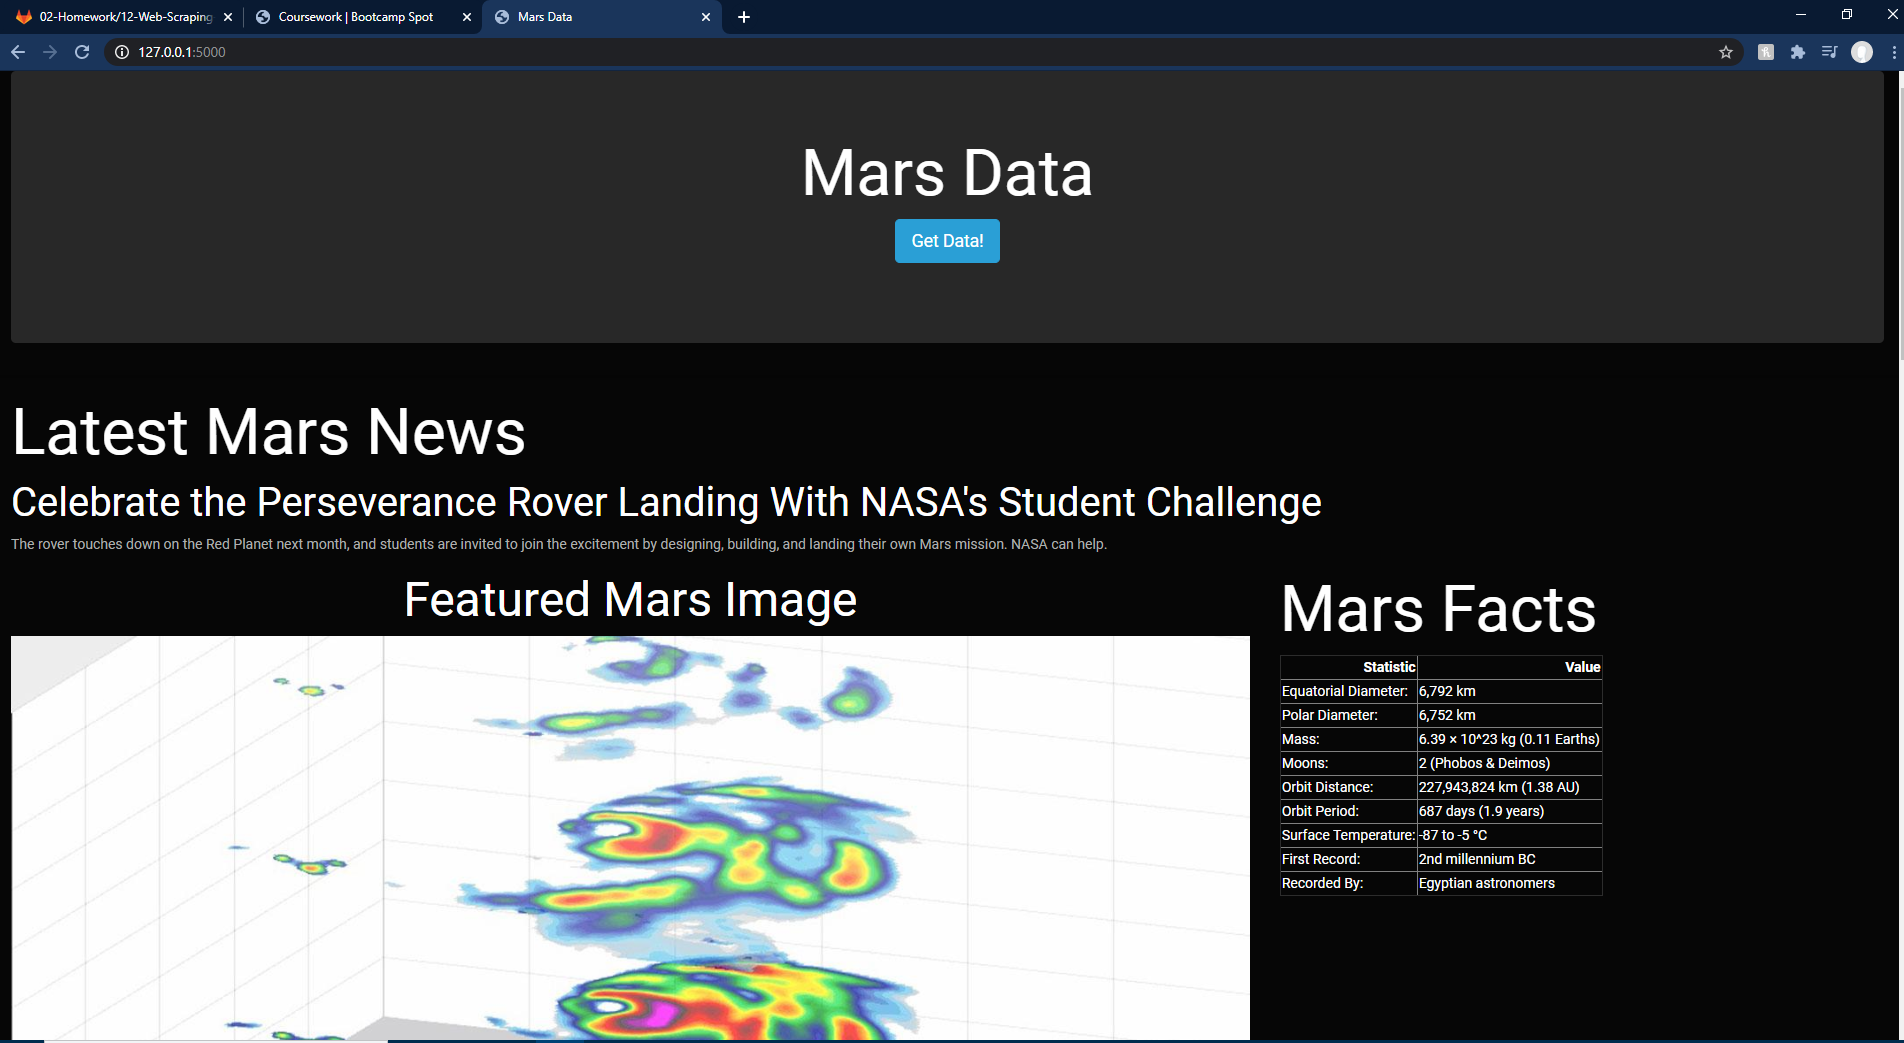 02-Homework/12-Web-Scraping
Coursework | Bootcamp Spot
Mars Data
127.0.0.1:5000
Mars Data
Get Data!
Latest Mars News
Celebrate the Perseverance Rover Landing With NASA's Student Challenge
The rover touches down on the Red Planet next month, and students are invited to join the excitement by designing, building, and landing their own Mars mission. NASA can help.
Featured Mars Image
Mars Facts
Statistic Value
Equatorial Diameter: 6,792 km
Polar Diameter: 6,752 km
Mass: 6.39 × 10^23 kg (0.11 Earths)
Moons: 2 (Phobos & Deimos)
Orbit Distance: 227,943,824 km (1.38 AU)
Orbit Period: 687 days (1.9 years)
Surface Temperature: -87 to -5 °C
First Record: 2nd millennium BC
Recorded By: Egyptian astronomers